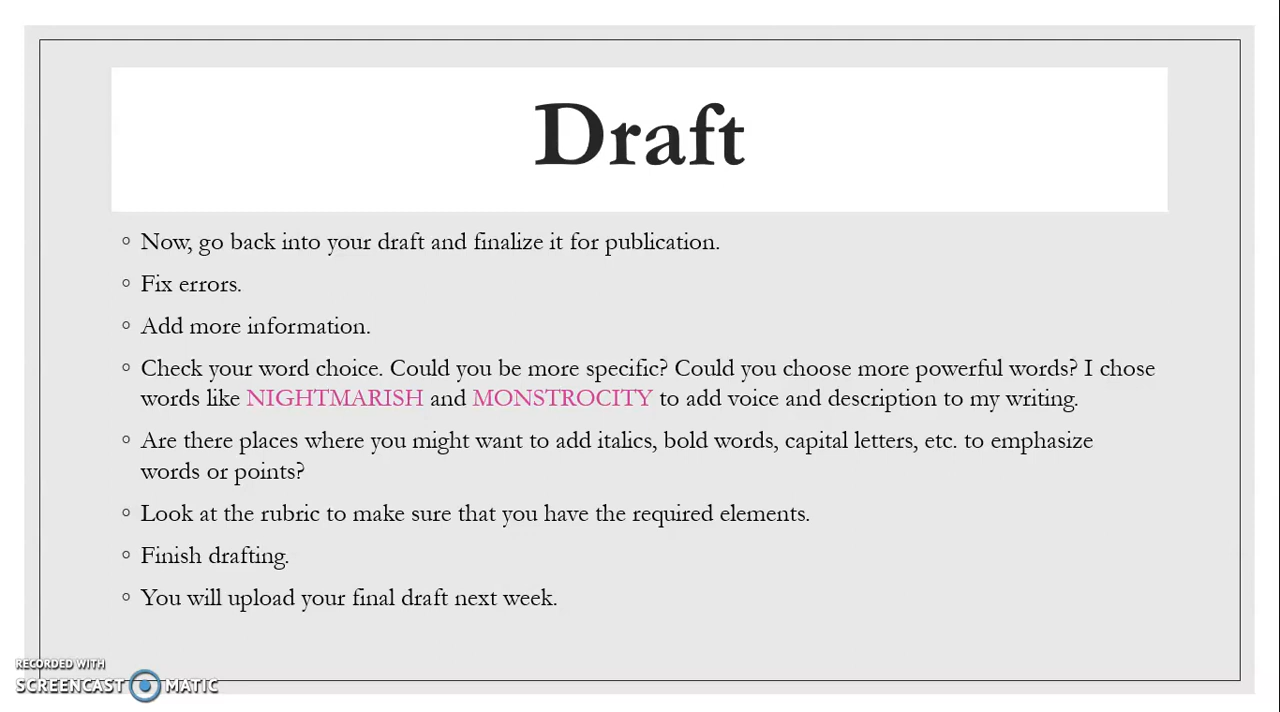 Draft
◦ Now, go back into your draft and finalize it for publication.
◦ Fix errors.
◦ Add more information.
◦ Check your word choice. Could you be more specific? Could you choose more powerful words? I chose
words like NIGHTMARISH and MONSTROCITY to add voice and description to my writing.
◦ Are there places where you might want to add italics, bold words, capital letters, etc. to emphasize
words or points?
◦ Look at the rubric to make sure that you have the required elements.
◦ Finish drafting.
◦ You will upload your final draft next week.
RECORDED WITH
SCREENCAST MATIC